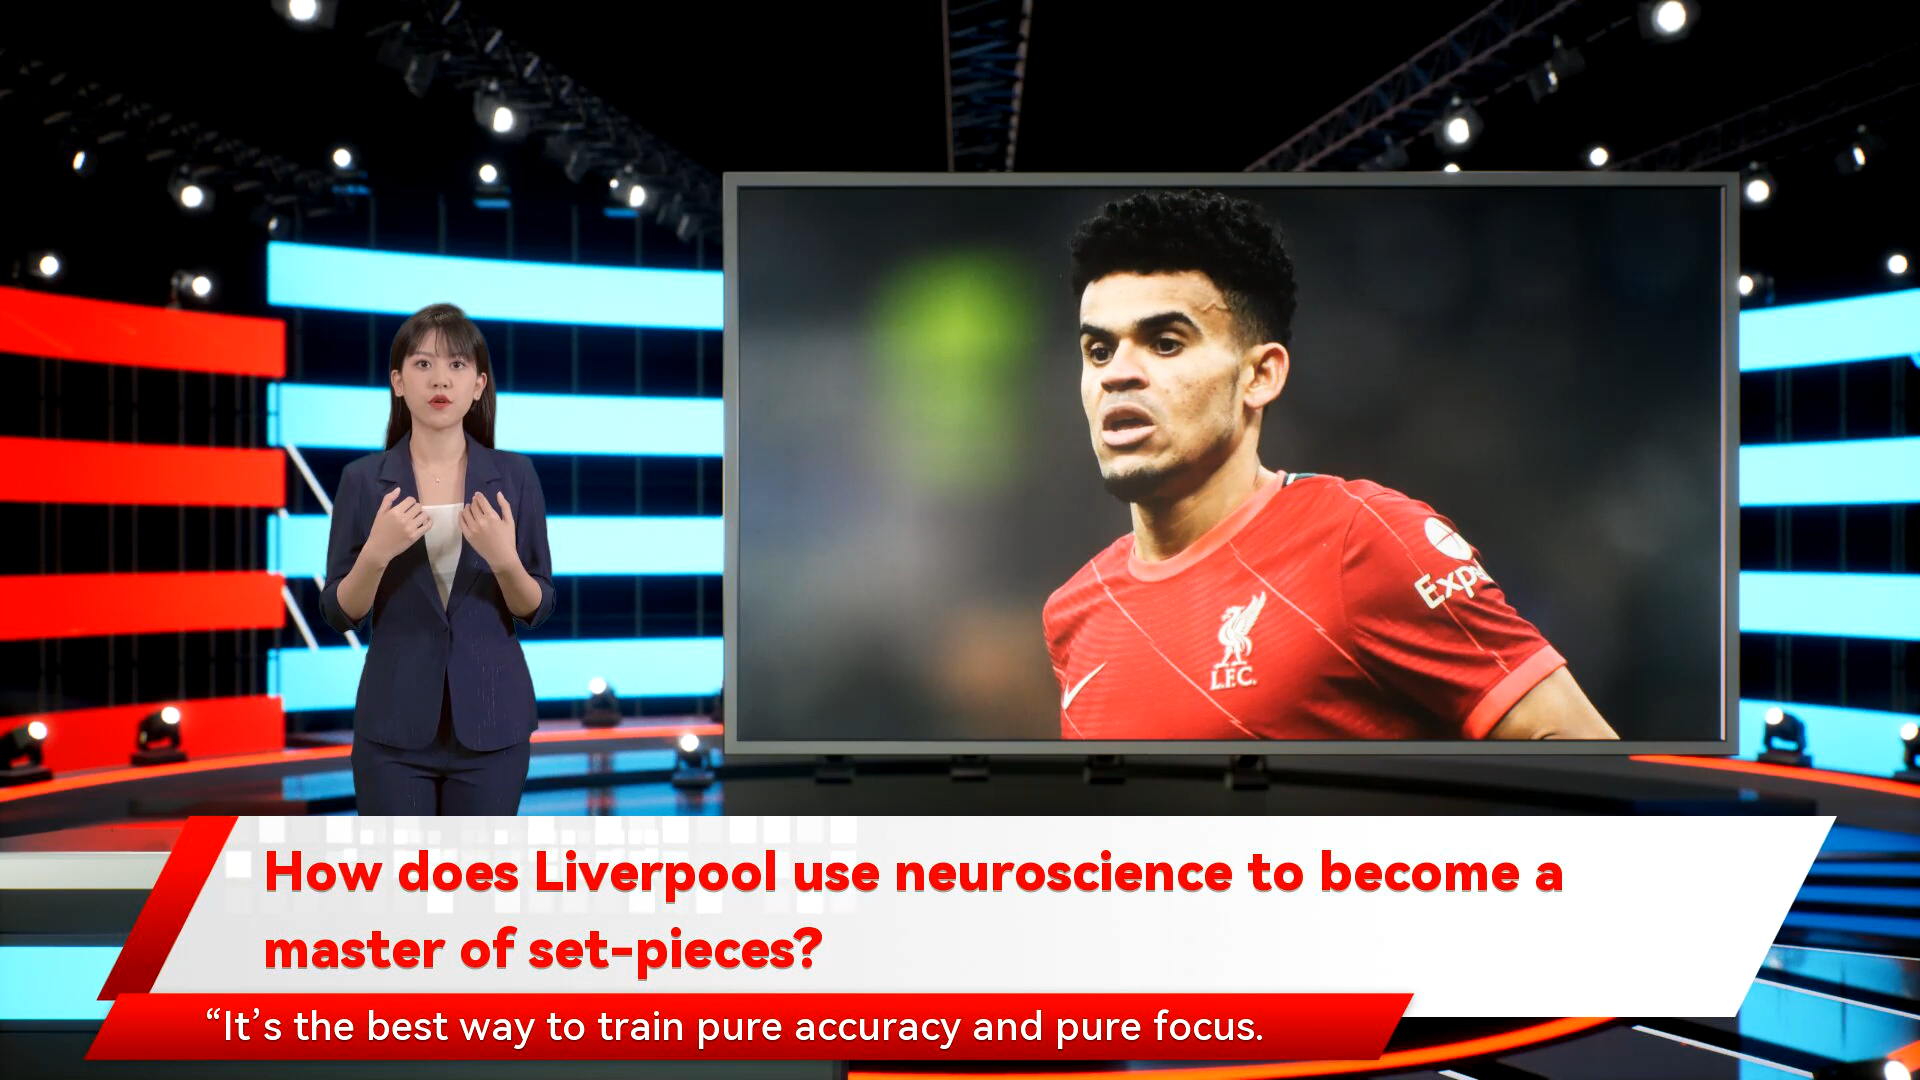 Expe
L.F.C.
How does Liverpool use neuroscience to become a
master of set-pieces?
“It’s the best way to train pure accuracy and pure focus.